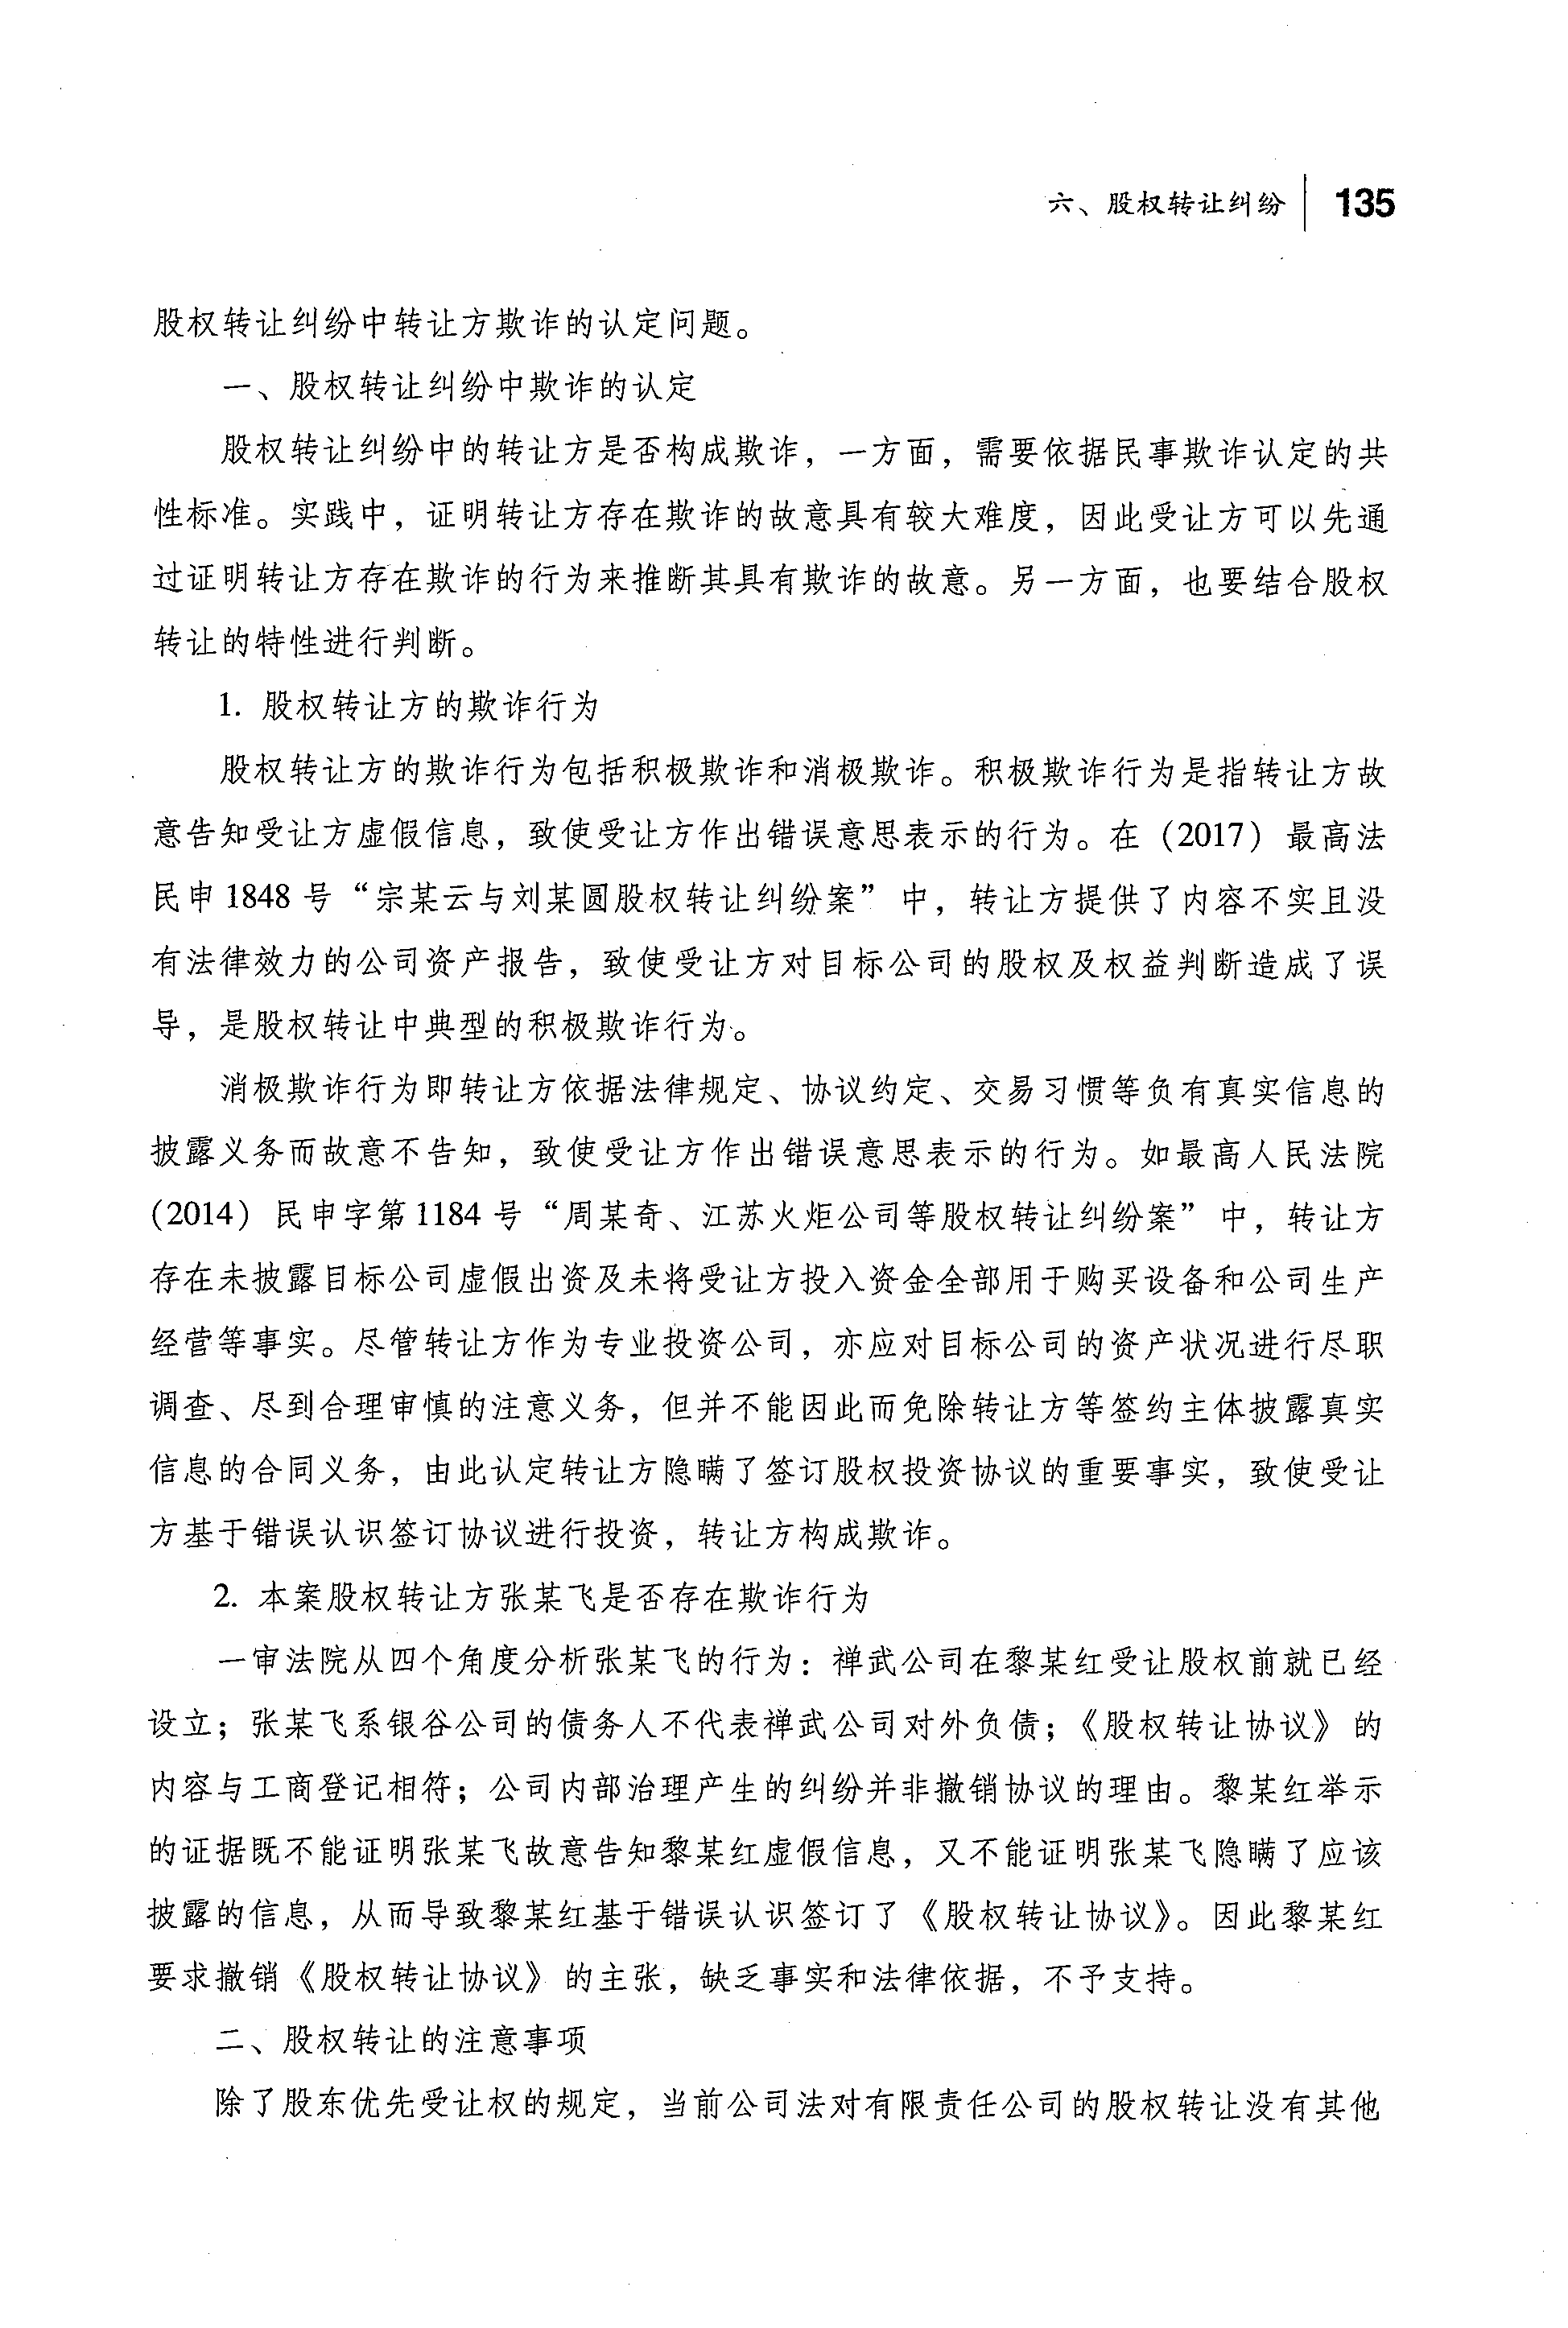 六、股权转让纠纷 135
股权转让纠纷中转让方欺诈的认定问题。
一、股权转让纠纷中欺诈的认定
股权转让纠纷中的转让方是否构成欺诈，一方面，需要依据民事欺诈认定的共
性标准。实践中，证明转让方存在欺诈的故意具有较大难度，因此受让方可以先通
过证明转让方存在欺诈的行为来推断其具有欺诈的故意。另一方面，也要结合股权
转让的特性进行判断。
1. 股权转让方的欺诈行为
股权转让方的欺诈行为包括积极欺诈和消极欺诈。积极欺诈行为是指转让方故
意告知受让方虚假信息，致使受让方作出错误意思表示的行为。在（2017）最高法
民申 1848 号“宗某云与刘某圆股权转让纠纷案”中，转让方提供了内容不实且没
有法律效力的公司资产报告，致使受让方对目标公司的股权及权益判断造成了误
导，是股权转让中典型的积极欺诈行为。
消极欺诈行为即转让方依据法律规定、协议约定、交易习惯等负有真实信息的
披露义务而故意不告知，致使受让方作出错误意思表示的行为。如最高人民法院
（2014）民申字第 1184 号“周某奇、江苏火炬公司等股权转让纠纷案”中，转让方
存在未披露目标公司虚假出资及未将受让方投入资金全部用于购买设备和公司生产
经营等事实。尽管转让方作为专业投资公司，亦应对目标公司的资产状况进行尽职
调查、尽到合理审慎的注意义务，但并不能因此而免除转让方等签约主体披露真实
信息的合同义务，由此认定转让方隐瞒了签订股权投资协议的重要事实，致使受让
方基于错误认识签订协议进行投资，转让方构成欺诈。
2. 本案股权转让方张某飞是否存在欺诈行为
一审法院从四个角度分析张某飞的行为：禅武公司在黎某红受让股权前就已经
设立；张某飞系银谷公司的债务人不代表禅武公司对外负债；《股权转让协议》的
内容与工商登记相符；公司内部治理产生的纠纷并非撤销协议的理由。黎某红举示
的证据既不能证明张某飞故意告知黎某红虚假信息，又不能证明张某飞隐瞒了应该
披露的信息，从而导致黎某红基于错误认识签订了《股权转让协议》。因此黎某红
要求撤销《股权转让协议》的主张，缺乏事实和法律依据，不予支持。
二、股权转让的注意事项
除了股东优先受让权的规定，当前公司法对有限责任公司的股权转让没有其他